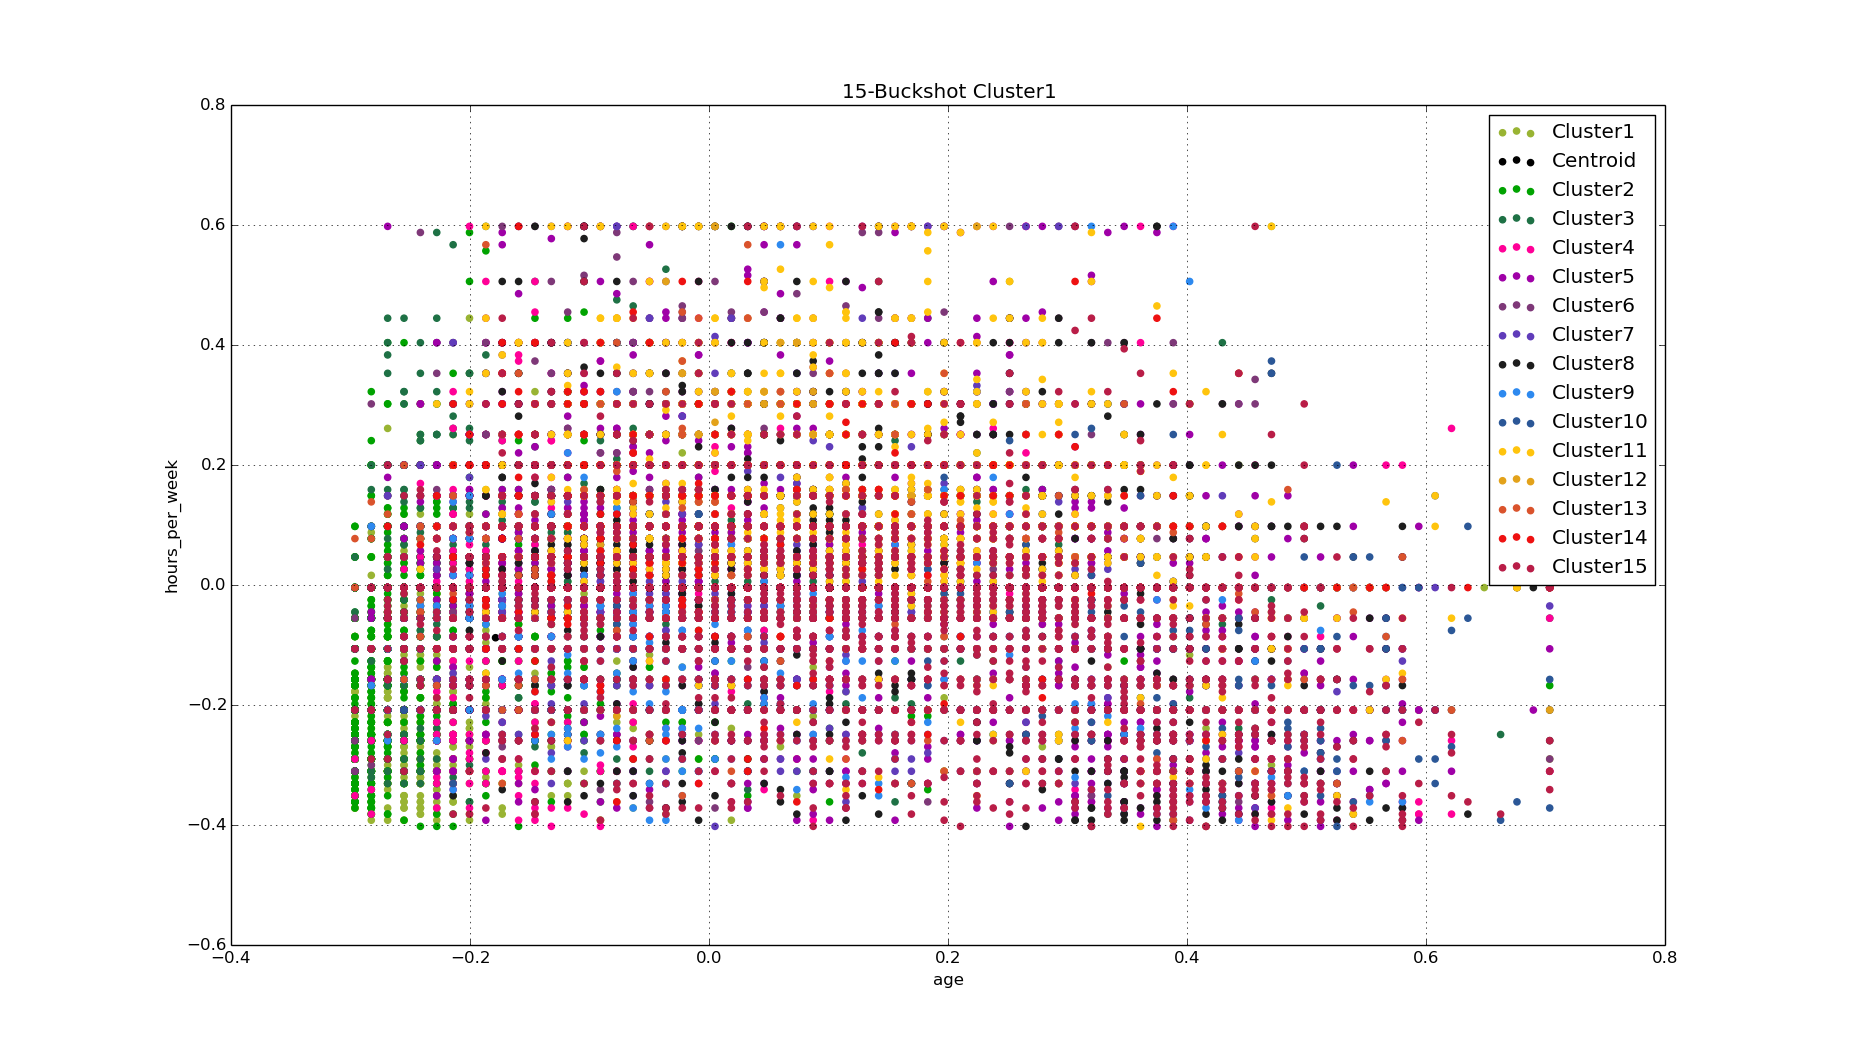 15-Buckshot Cluster1
0.8
0.6
0.4
0.2
0.0
−0.2
−0.4
−0.6
hours_per_week
−0.4
−0.2
0.0
0.2
0.4
0.6
0.8
age
Cluster1
Centroid
Cluster2
Cluster3
Cluster4
Cluster5
Cluster6
Cluster7
Cluster8
Cluster9
Cluster10
Cluster11
Cluster12
Cluster13
Cluster14
Cluster15